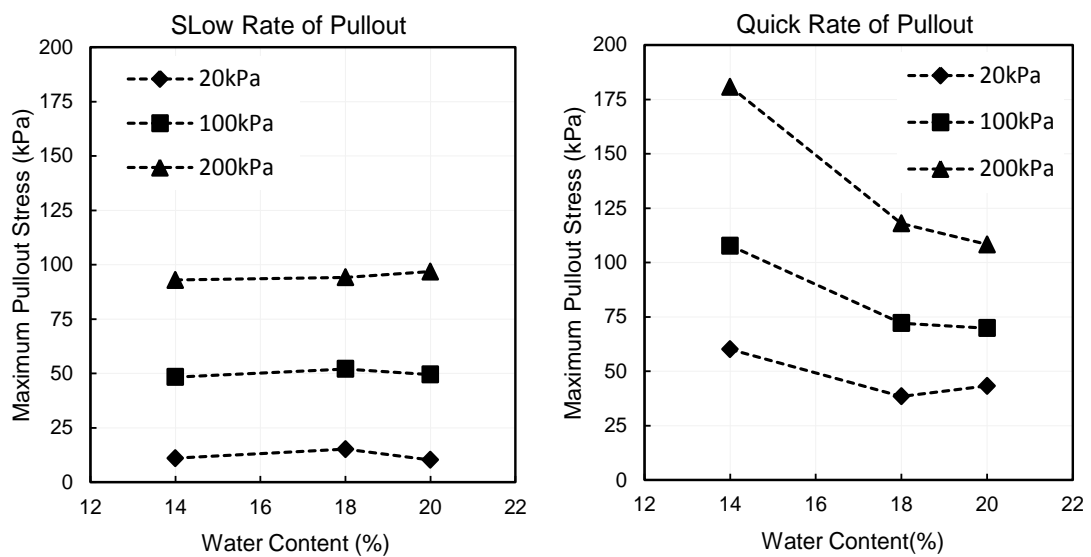 SLow Rate of Pullout
Maximum Pullout Stress (kPa)
200
175
150
125
100
75
50
25
0
20kPa
100kPa
200kPa
12 14 16 18 20 22
Water Content (%)
Quick Rate of Pullout
Maximum Pullout Stress (kPa)
200
175
150
125
100
75
50
25
0
20kPa
100kPa
200kPa
12 14 16 18 20 22
Water Content(%)